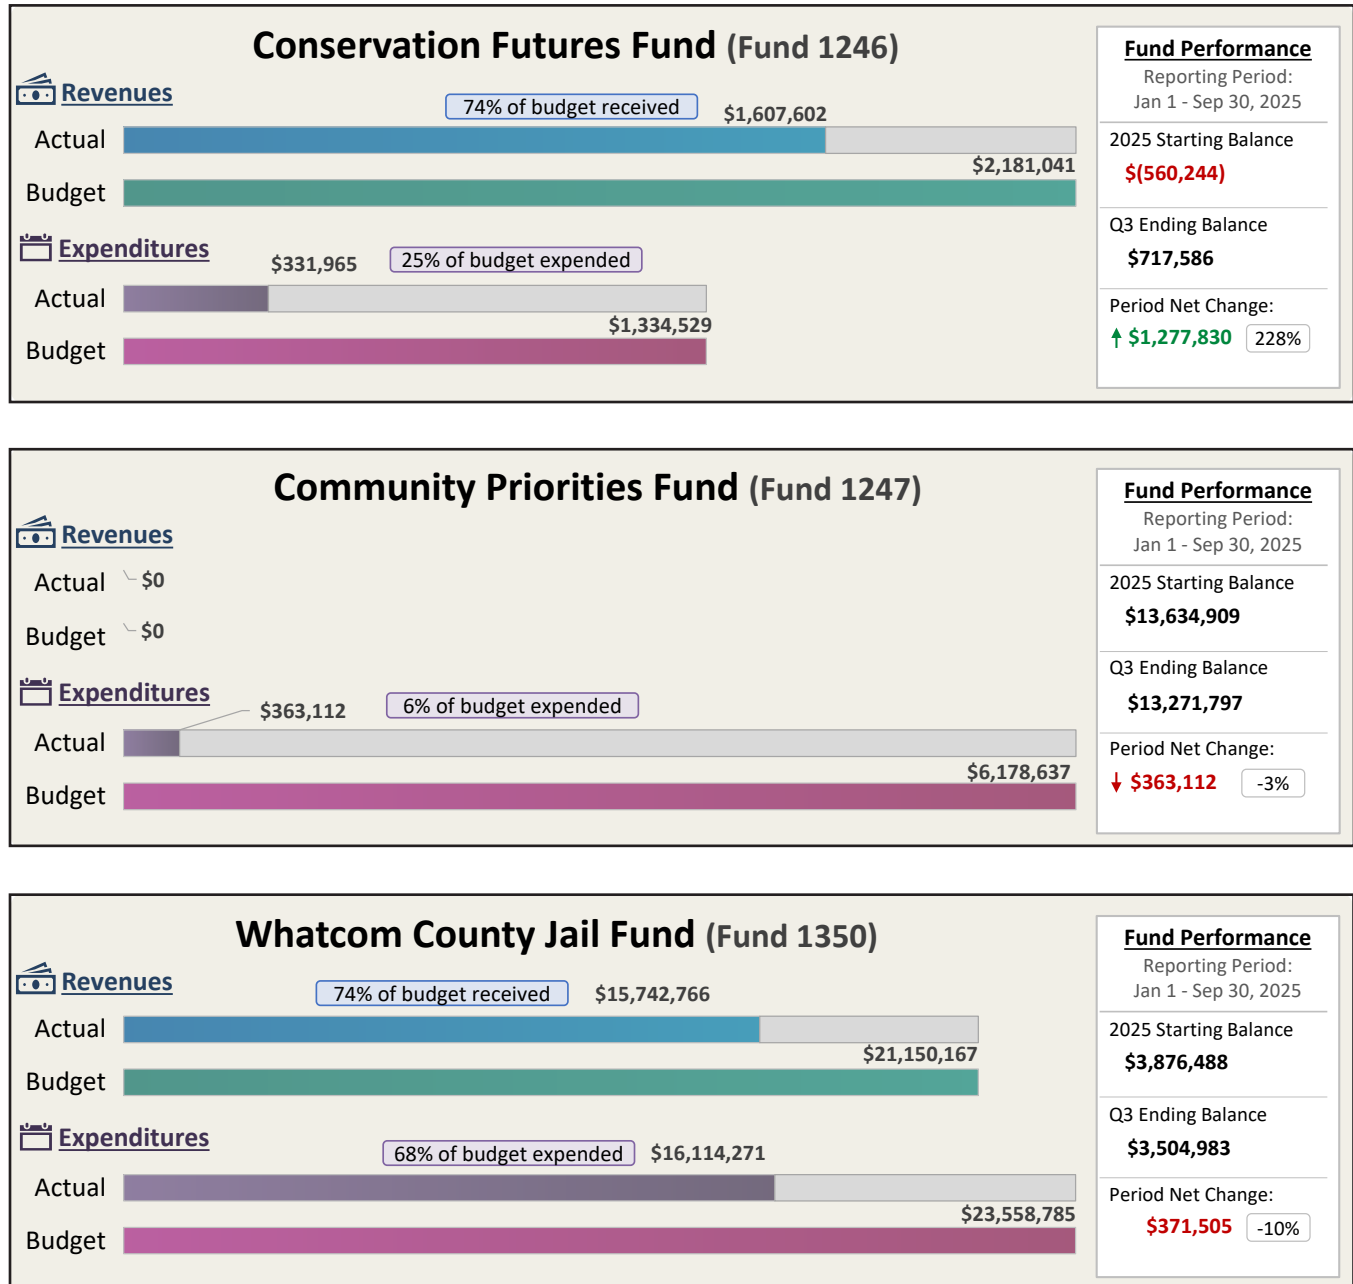 Conservation Futures Fund (Fund 1246)
Revenues
74% of budget received
$1,607,602
Actual
$2,181,041
Budget
Expenditures
$331,965
25% of budget expended
Actual
$1,334,529
Budget
Fund Performance
Reporting Period:
Jan 1 - Sep 30, 2025
2025 Starting Balance
$(560,244)
Q3 Ending Balance
$717,586
Period Net Change:
$1,277,830 228%
Community Priorities Fund (Fund 1247)
Revenues
Actual $0
Budget $0
Expenditures
$363,112
6% of budget expended
Actual
$6,178,637
Budget
Fund Performance
Reporting Period:
Jan 1 - Sep 30, 2025
2025 Starting Balance
$13,634,909
Q3 Ending Balance
$13,271,797
Period Net Change:
$363,112 -3%
Whatcom County Jail Fund (Fund 1350)
Revenues
74% of budget received
$15,742,766
Actual
$21,150,167
Budget
Expenditures
68% of budget expended
$16,114,271
Actual
$23,558,785
Budget
Fund Performance
Reporting Period:
Jan 1 - Sep 30, 2025
2025 Starting Balance
$3,876,488
Q3 Ending Balance
$3,504,983
Period Net Change:
$371,505 -10%